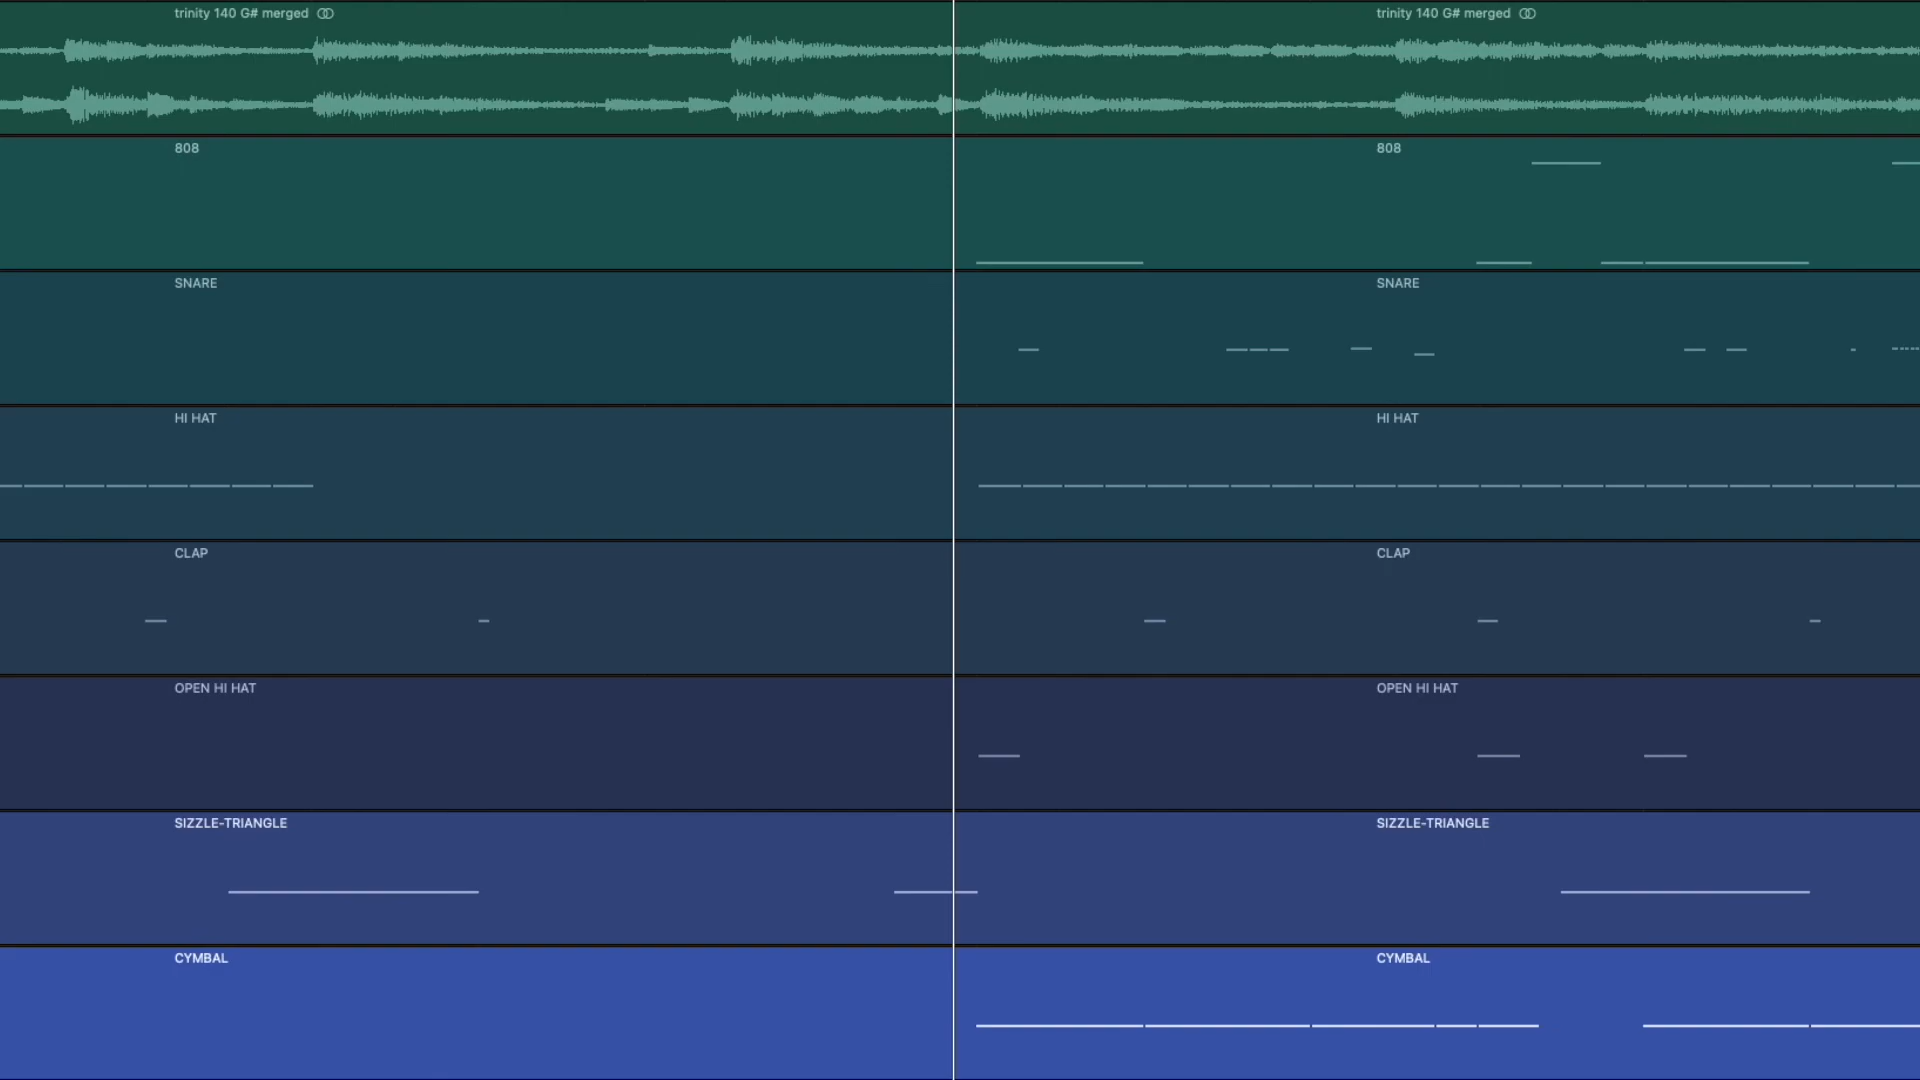 trinity 140 G# merged trinity 140 G# merged
808 808
SNARE SNARE
HI HAT HI HAT
CLAP CLAP
OPEN HI HAT OPEN HI HAT
SIZZLE-TRIANGLE SIZZLE-TRIANGLE
CYMBAL CYMBAL